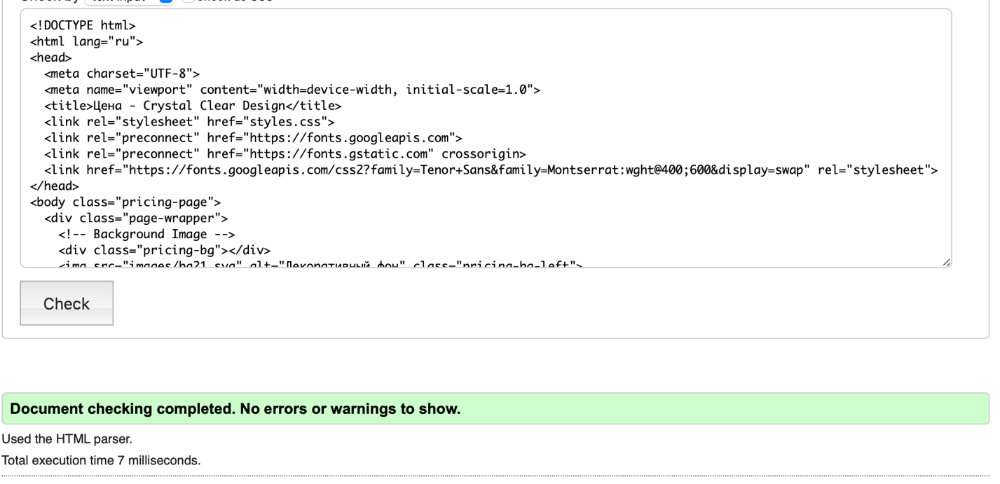 <!DOCTYPE html>
<html lang="ru">
<head>
<meta charset="UTF-8">
<meta name="viewport" content="width=device-width, initial-scale=1.0">
<title>Цена - Crystal Clear Design</title>
<link rel="stylesheet" href="styles.css">
<link rel="preconnect" href="https://fonts.googleapis.com">
<link rel="preconnect" href="https://fonts.gstatic.com" crossorigin>
<link href="https://fonts.googleapis.com/css2?family=Tenor+Sans&family=Montserrat:wght@400;600&display=swap" rel="stylesheet">
</head>
<body class="pricing-page">
<div class="page-wrapper">
<!-- Background Image -->
<div class="pricing-bg"></div>
<img src="images/bg21.svg" alt="Декоративный фон" class="pricing-bg-left">
Check
Document checking completed. No errors or warnings to show.
Used the HTML parser.
Total execution time 7 milliseconds.